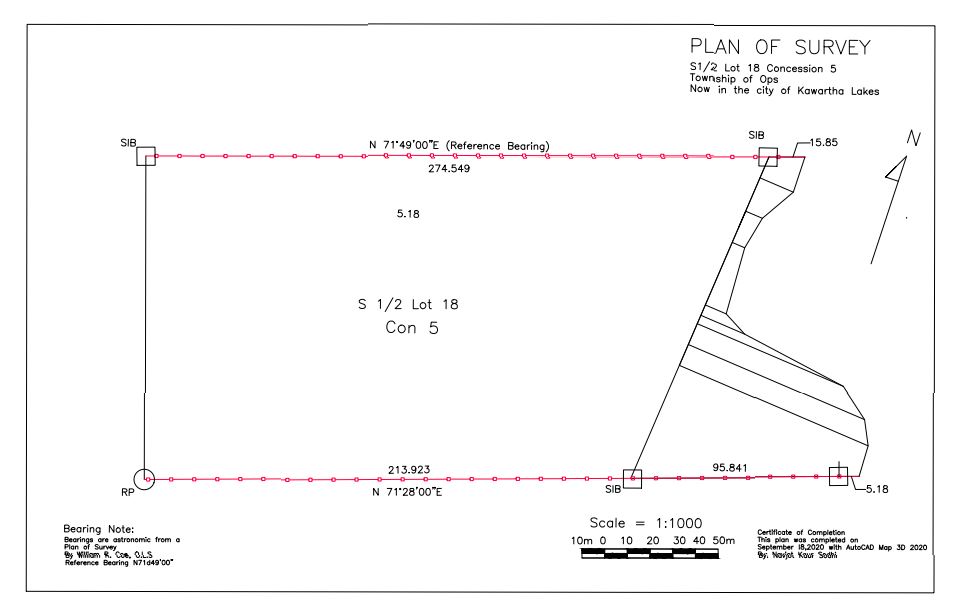 PLAN OF SURVEY
S1/2 Lot 18 Concession 5
Township of Ops
Now in the city of Kawartha Lakes
SIB
N 71°49'00"E (Reference Bearing)
SIB
15.85
N
274.549
5.18
S 1/2 Lot 18
Con 5
213.923
95.841
RP
N 71°28'00"E
SIB
5.18
Bearing Note:
Bearings are astronomic from a
Plan of Survey
By William R. Coe, O.L.S
Reference Bearing N71d49'00"
Scale = 1:1000
10m 0 10 20 30 40 50m
Certificate of Completion
This plan was completed on
September 18,2020 with AutoCAD Map 3D 2020
By: Navjot Kaur Sodhi